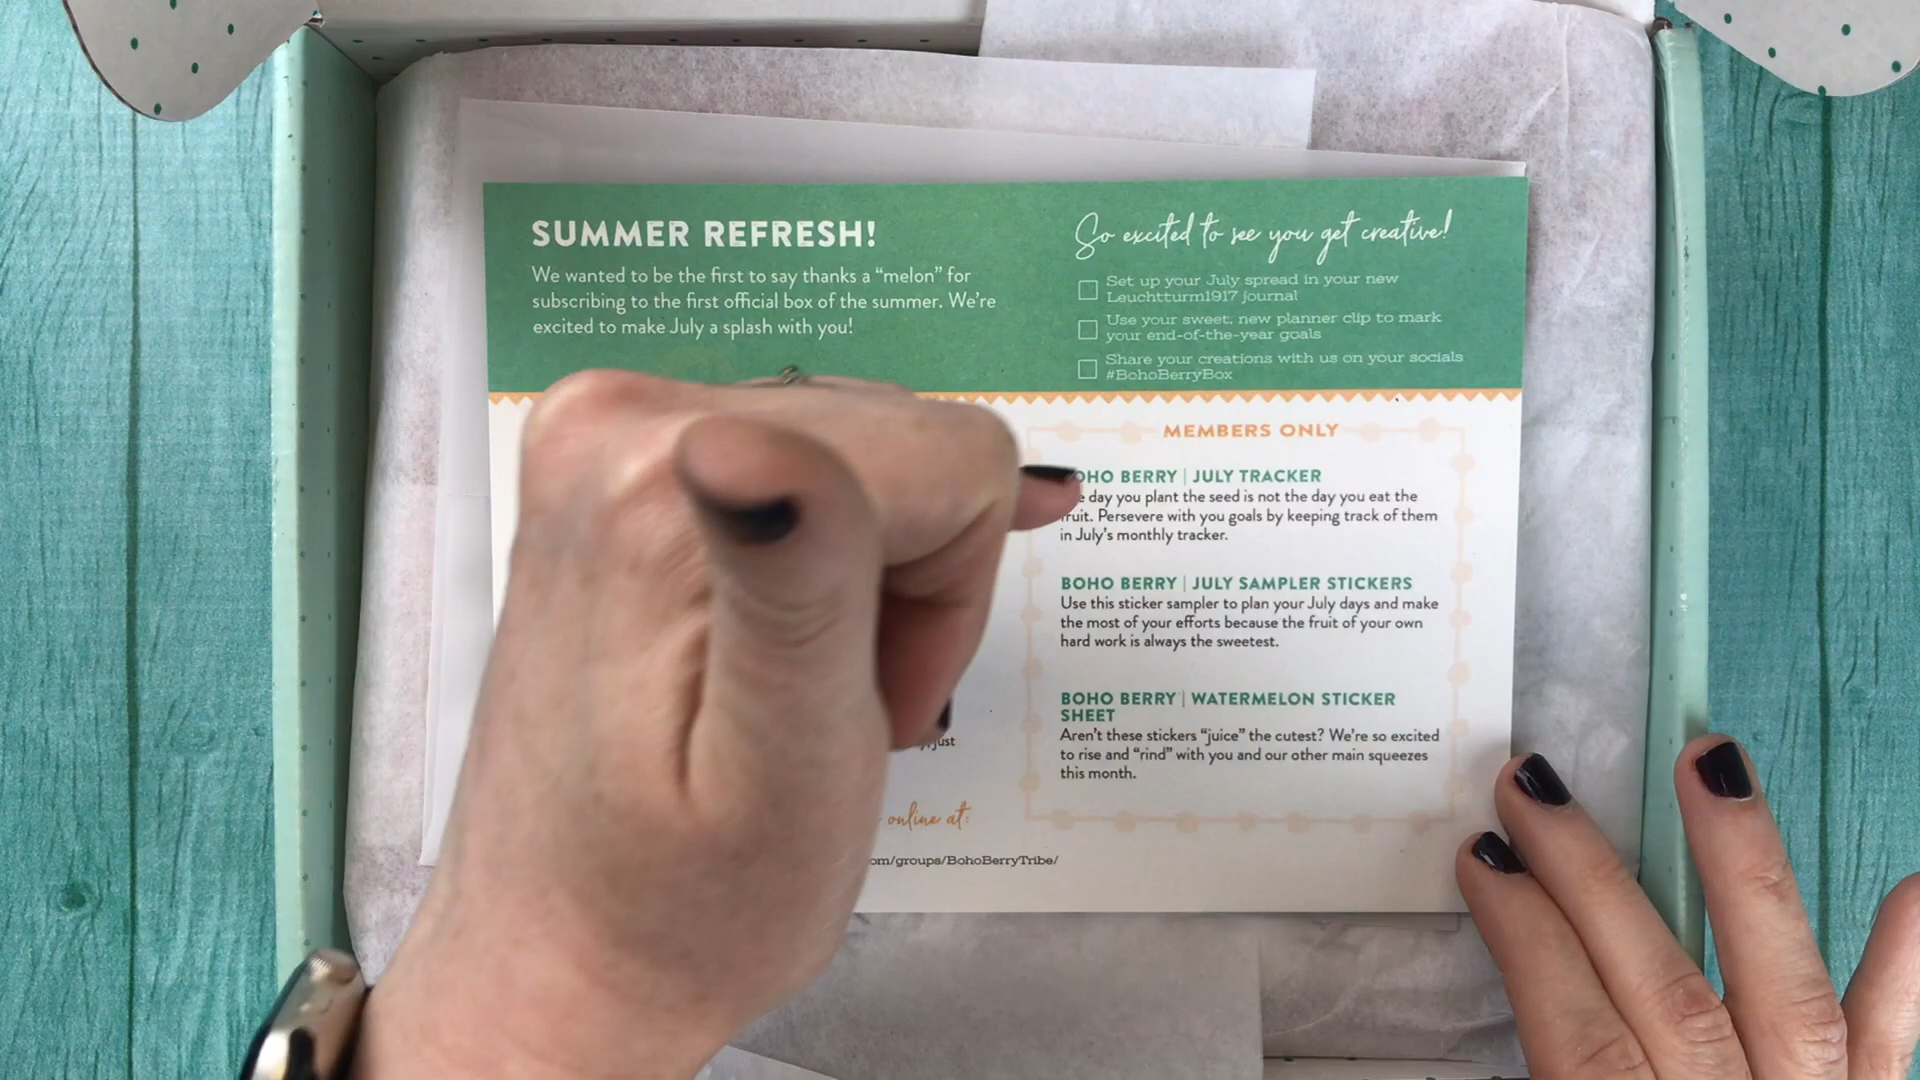 SUMMER REFRESH!
We wanted to be the first to say thanks a “melon” for
subscribing to the first official box of the summer. We’re
excited to make July a splash with you!
So excited to see you get creative!
Set up your July spread in your new
Leuchtturm1917 journal
Use your sweet, new planner clip to mark
your end-of-the-year goals
Share your creations with us on your socials
#BohoBerryBox
just
online at:
om/groups/BohoBerryTribe/
MEMBERS ONLY
OHO BERRY | JULY TRACKER
e day you plant the seed is not the day you eat the
fruit. Persevere with you goals by keeping track of them
in July’s monthly tracker.
BOHO BERRY | JULY SAMPLER STICKERS
Use this sticker sampler to plan your July days and make
the most of your efforts because the fruit of your own
hard work is always the sweetest.
BOHO BERRY | WATERMELON STICKER
SHEET
Aren’t these stickers “juice” the cutest? We’re so excited
to rise and “rind” with you and our other main squeezes
this month.